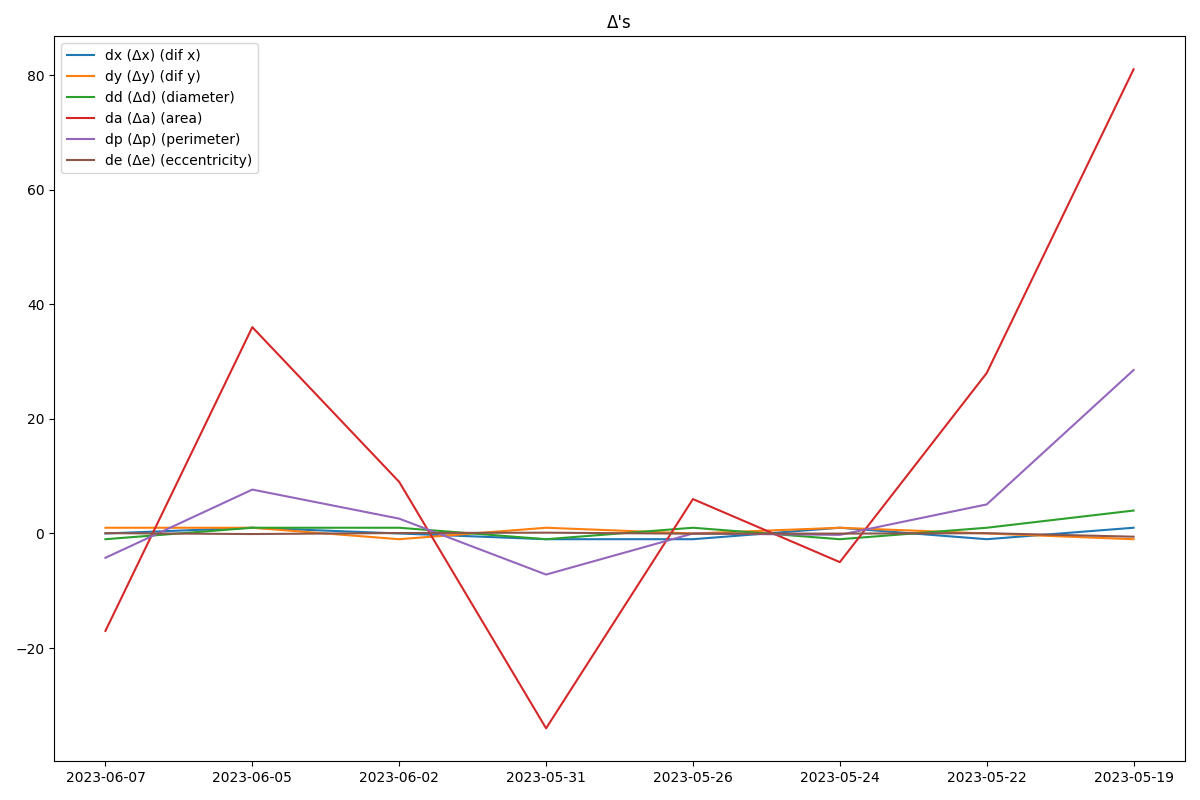 Δ's
dx (Δx) (dif x)
dy (Δy) (dif y)
dd (Δd) (diameter)
da (Δa) (area)
dp (Δp) (perimeter)
de (Δe) (eccentricity)
80
60
40
20
0
−20
2023-06-07 2023-06-05 2023-06-02 2023-05-31 2023-05-26 2023-05-24 2023-05-22 2023-05-19